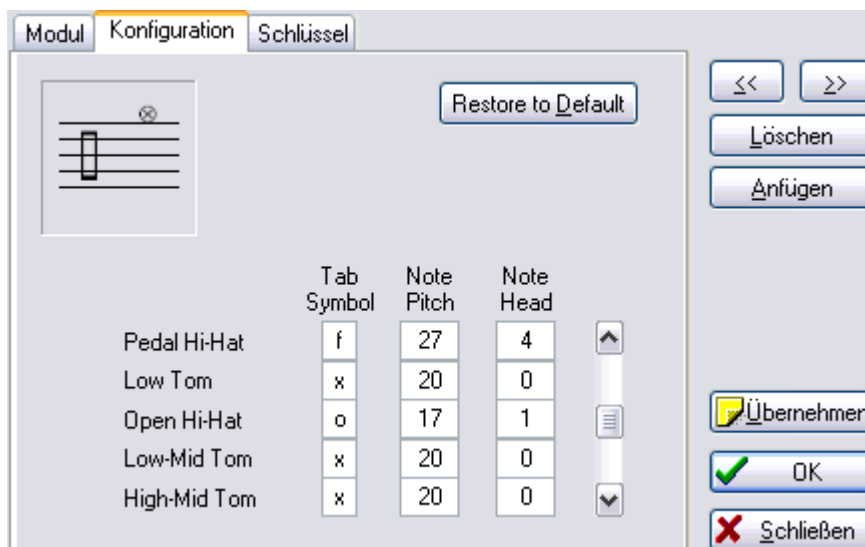 Modul Konfiguration Schlüssel
<< >>
Restore to Default
Löschen
Anfügen
Tab Note Note
Symbol Pitch Head
Pedal Hi-Hat f 27 4
Low Tom x 20 0
Open Hi-Hat o 17 1
Übernehmen
Low-Mid Tom x 20 0
OK
High-Mid Tom x 20 0
Schließen